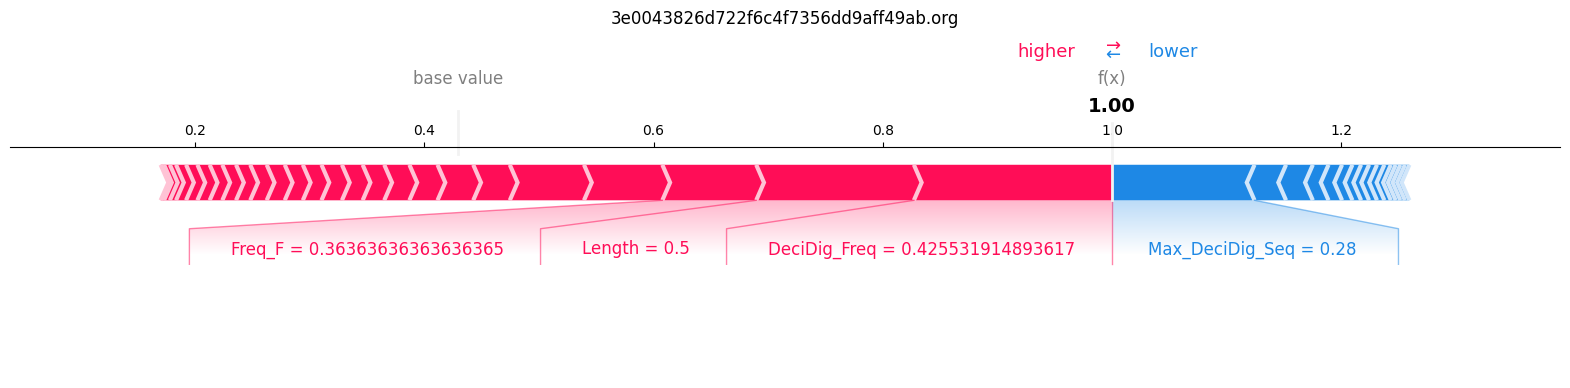 3e0043826d722f6c4f7356dd9aff49ab.org
higher ⇄ lower
base value f(x)
1.00
0.2 0.4 0.6 0.8 1.0 1.2
Freq_F = 0.36363636363636365 Length = 0.5 DeciDig_Freq = 0.425531914893617 Max_DeciDig_Seq = 0.28